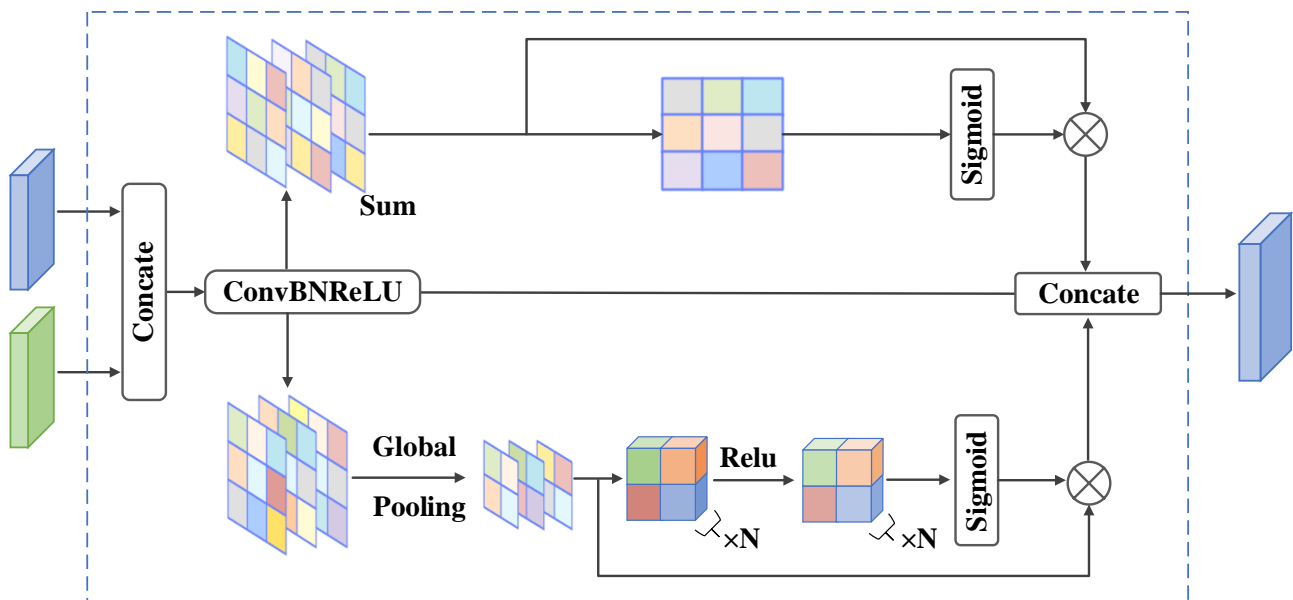 Sum
Sigmoid
Concate
ConvBNReLU
Concate
Global
Pooling
Relu
×N
×N
Sigmoid